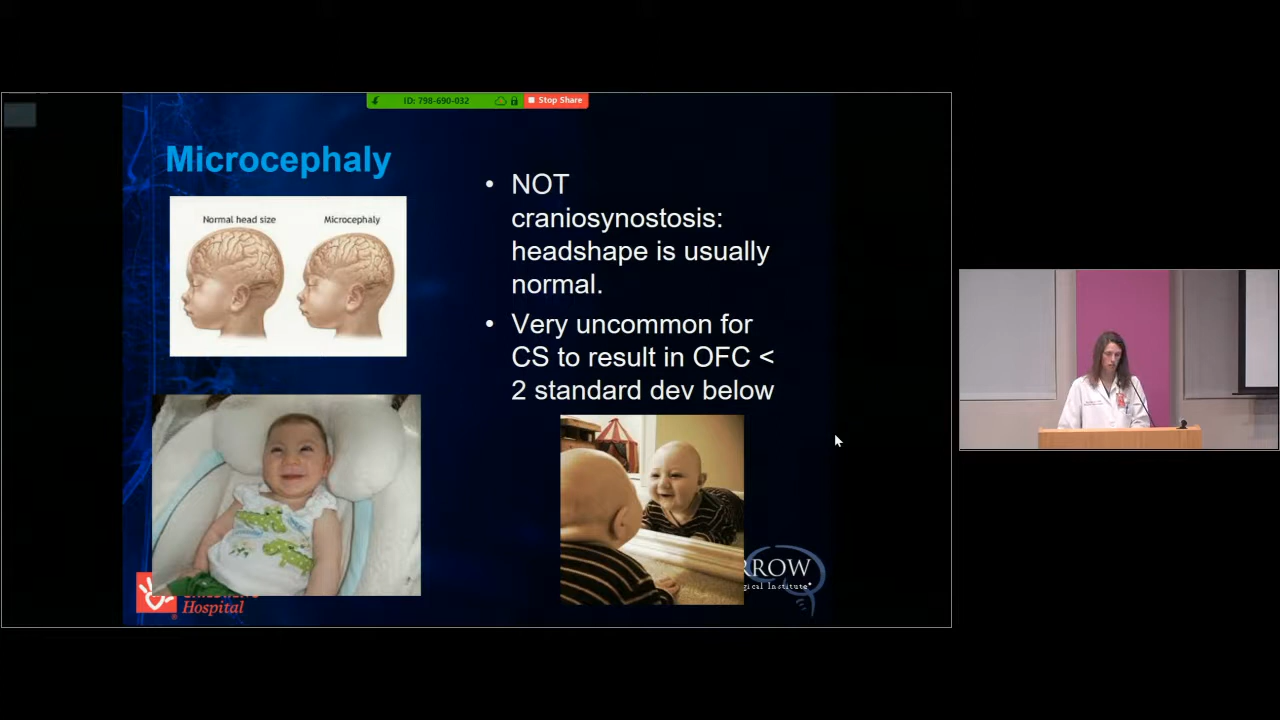 ID: 798-690-032
Stop Share
Microcephaly
Normal head size
Microcephaly
• NOT
craniosynostosis:
headshape is usually
normal.
• Very uncommon for
CS to result in OFC <
2 standard dev below
Hospital